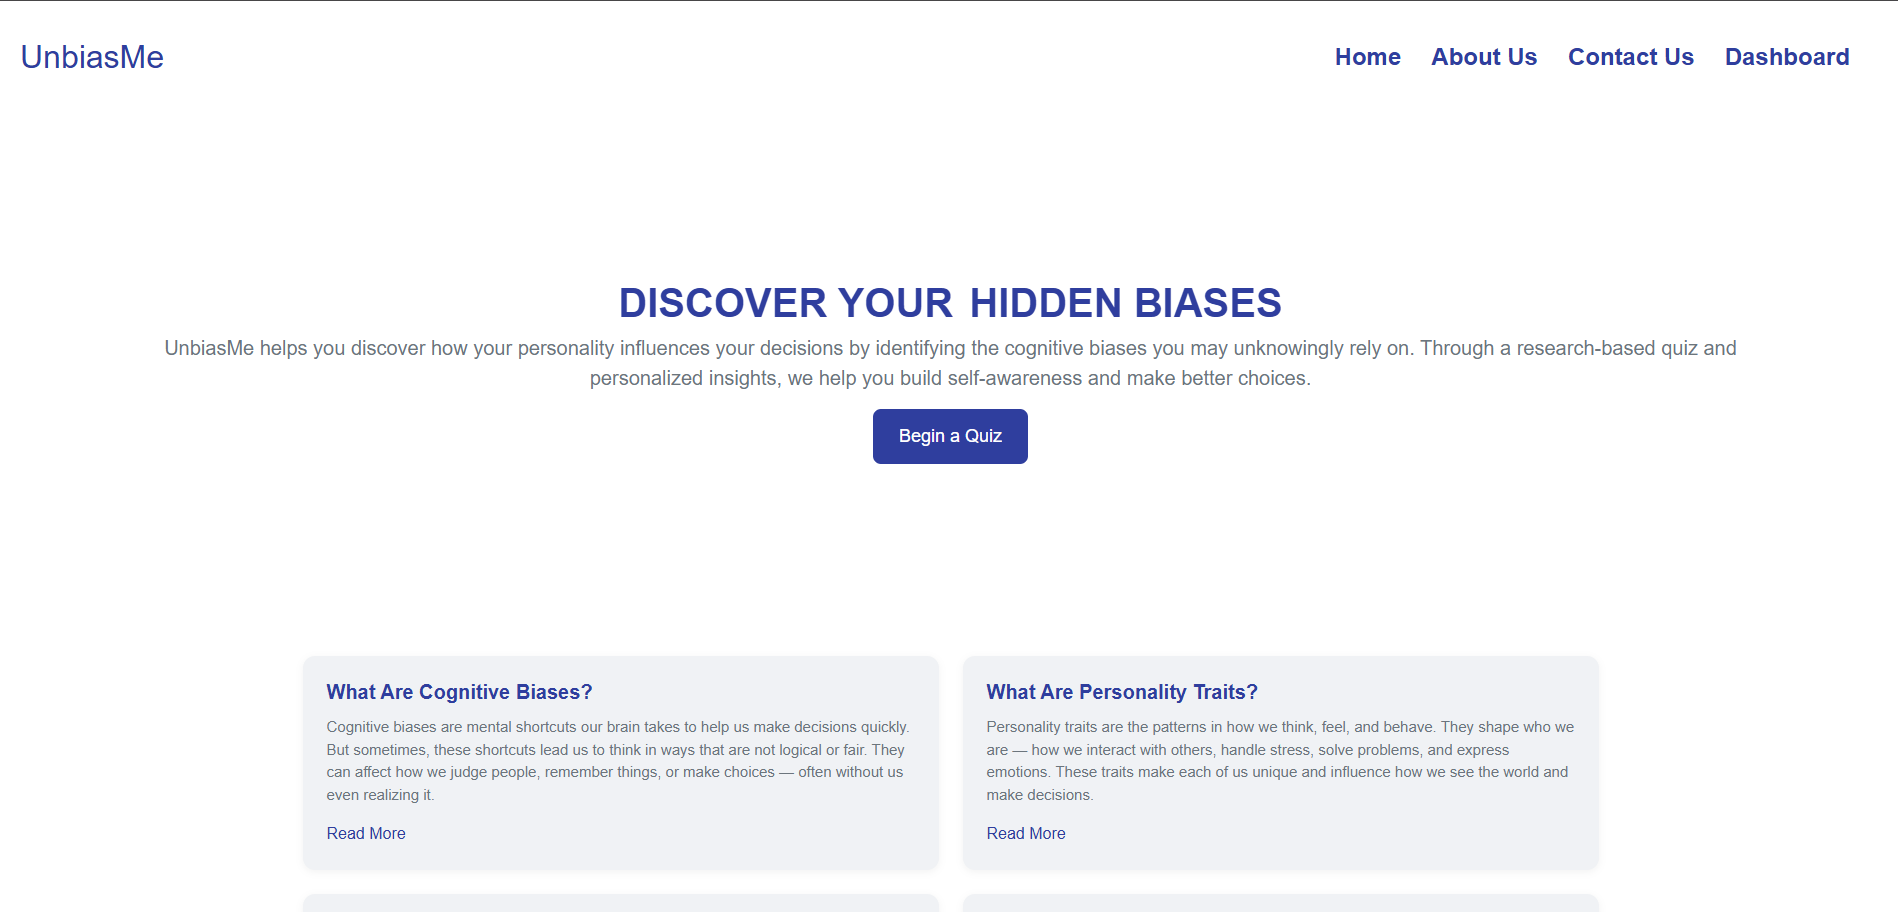 UnbiasMe
Home About Us Contact Us Dashboard
DISCOVER YOUR HIDDEN BIASES
UnbiasMe helps you discover how your personality influences your decisions by identifying the cognitive biases you may unknowingly rely on. Through a research-based quiz and
personalized insights, we help you build self-awareness and make better choices.
Begin a Quiz
What Are Cognitive Biases?
Cognitive biases are mental shortcuts our brain takes to help us make decisions quickly.
But sometimes, these shortcuts lead us to think in ways that are not logical or fair. They
can affect how we judge people, remember things, or make choices — often without us
even realizing it.
Read More
What Are Personality Traits?
Personality traits are the patterns in how we think, feel, and behave. They shape who we
are — how we interact with others, handle stress, solve problems, and express
emotions. These traits make each of us unique and influence how we see the world and
make decisions.
Read More